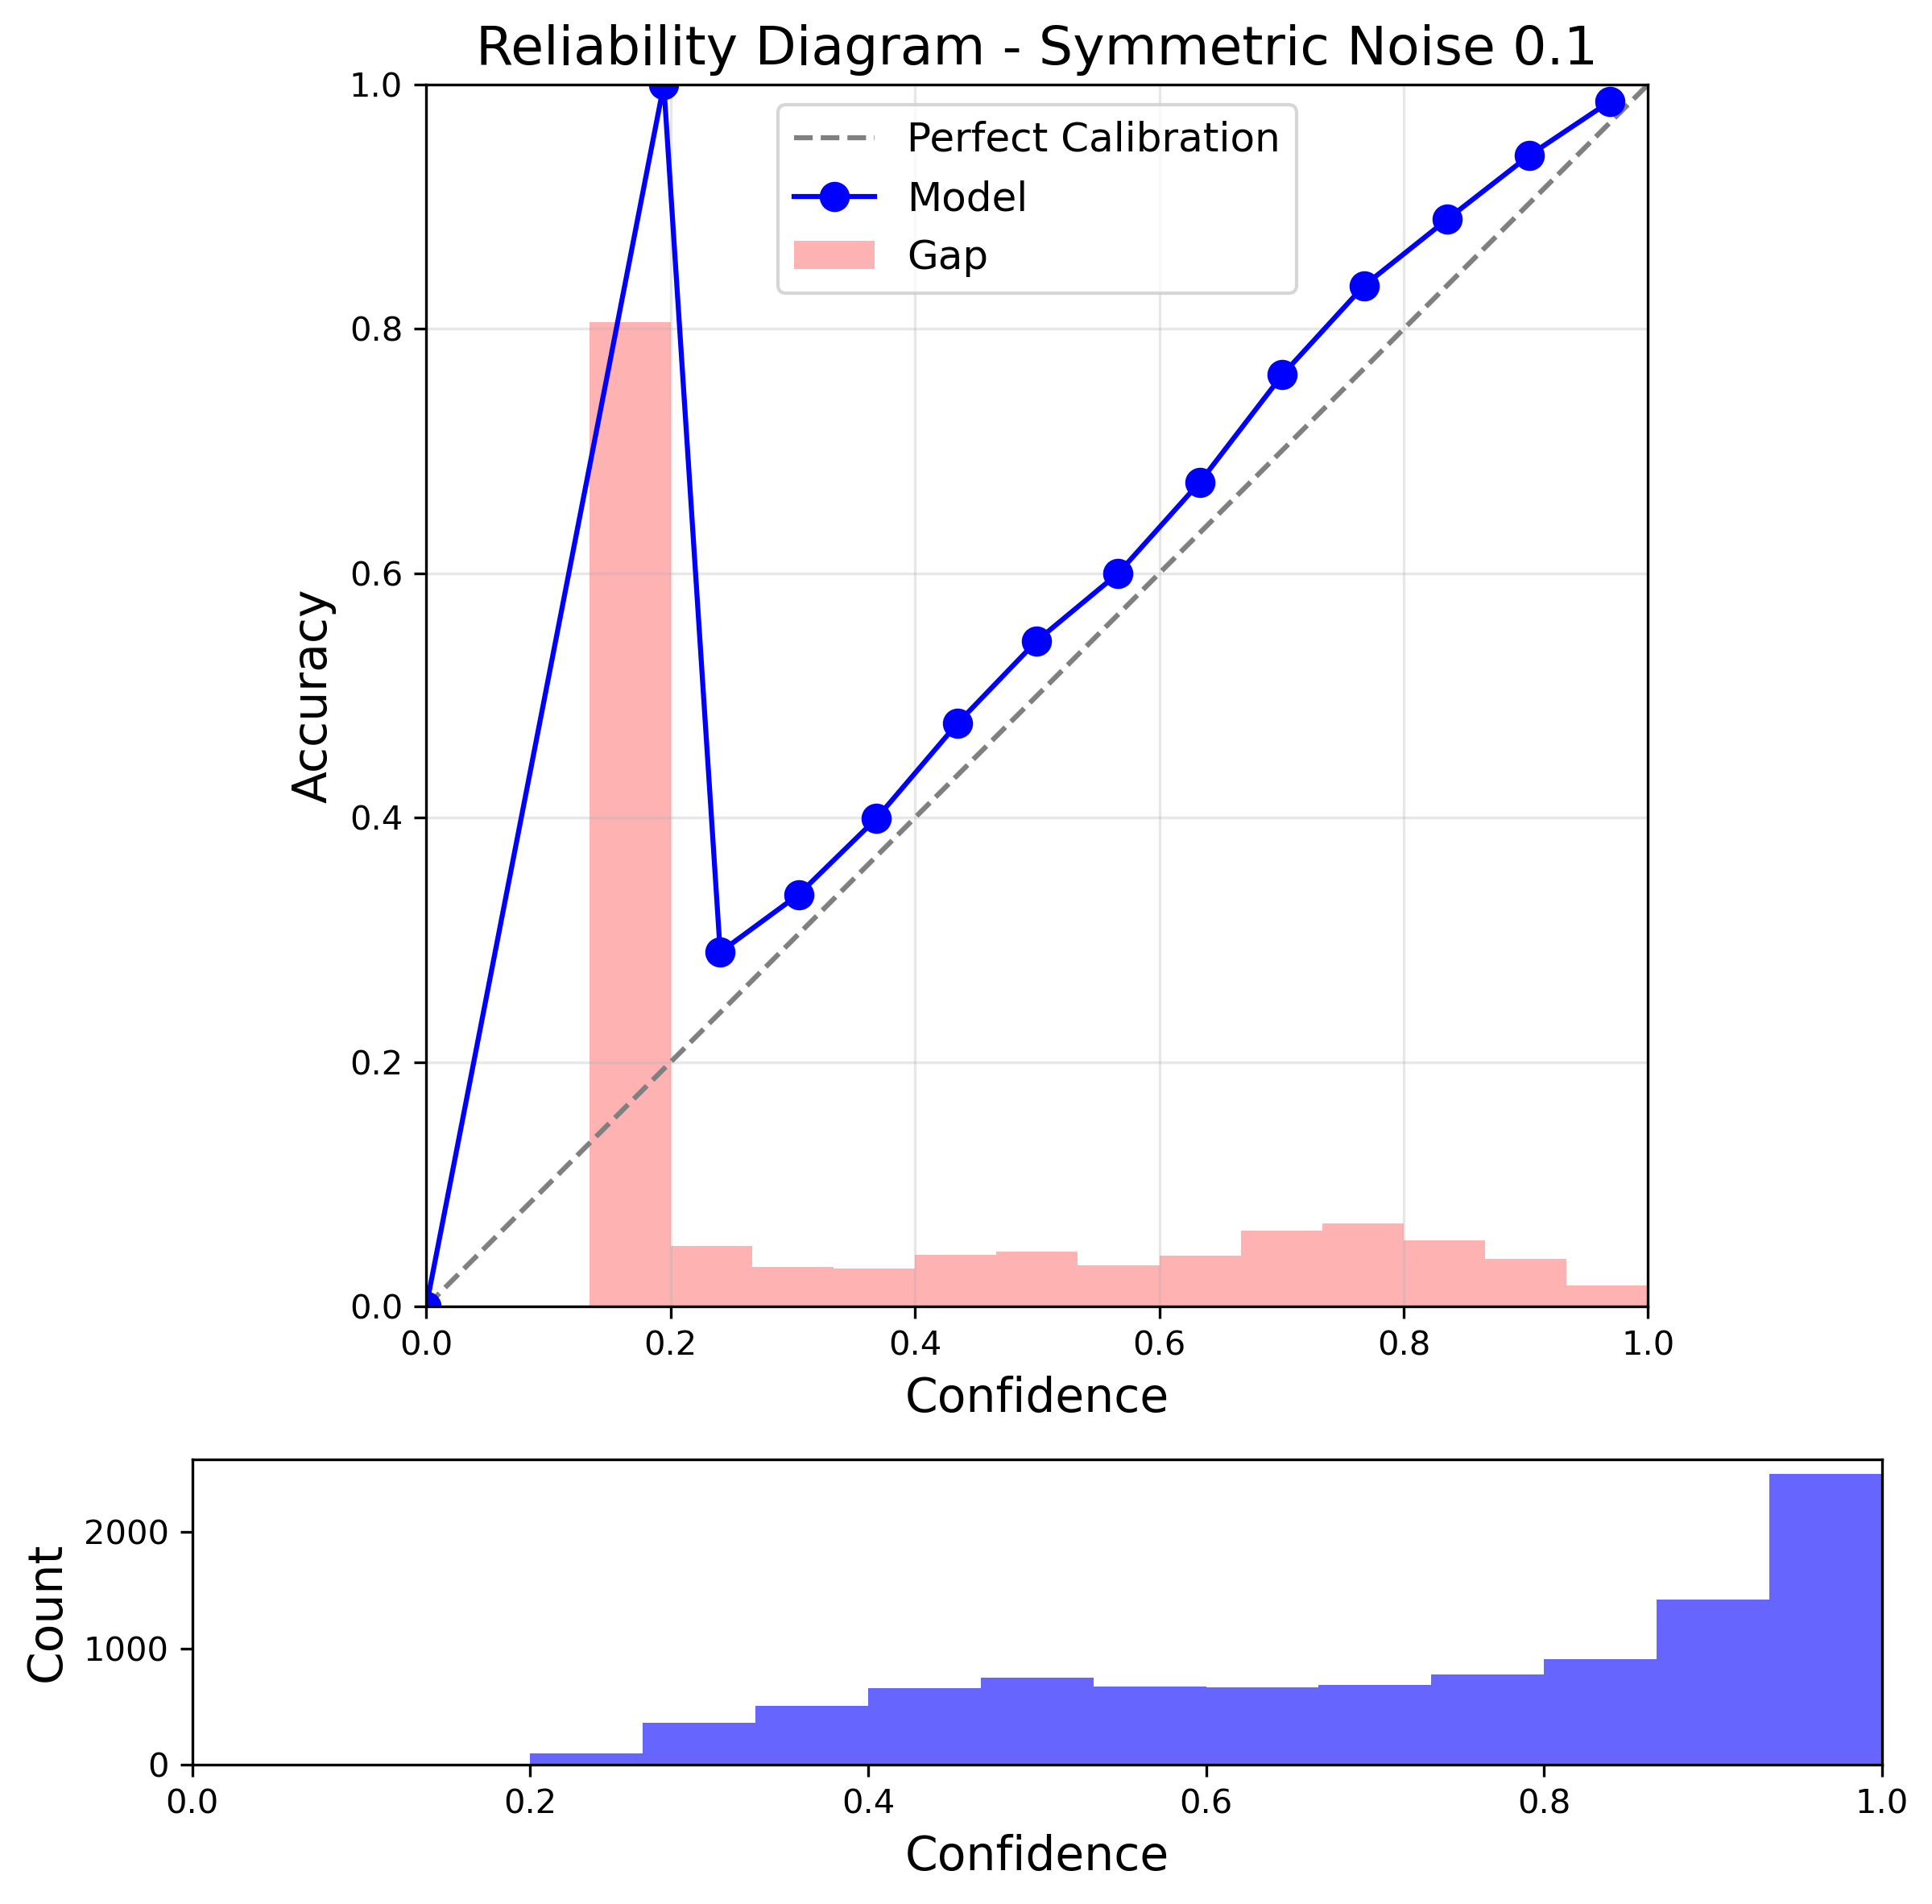 Reliability Diagram - Symmetric Noise 0.1
1.0
Perfect Calibration
Model
Gap
0.8
0.6
Accuracy
0.4
0.2
0.0
0.0 0.2 0.4 0.6 0.8 1.0
Confidence
2000
Count
1000
0
0.0 0.2 0.4 0.6 0.8 1.0
Confidence